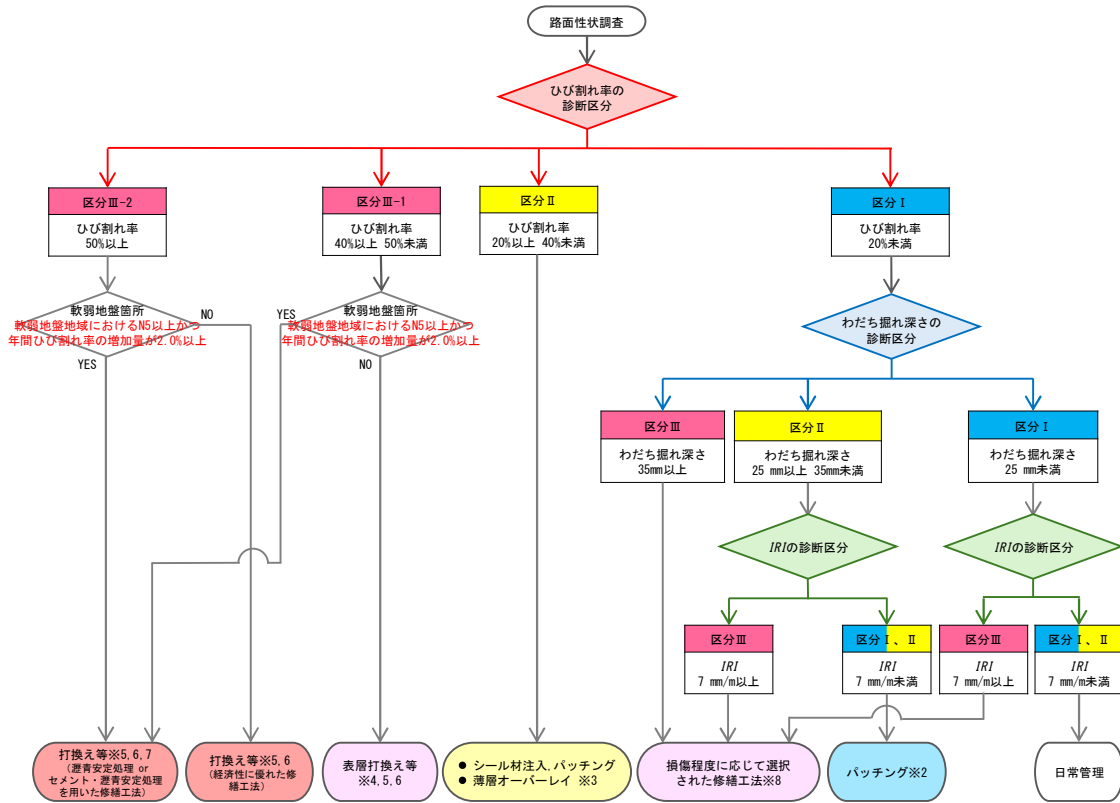 路面性状調査
ひび割れ率の
診断区分
区分Ⅲ-2
ひび割れ率
50%以上
区分Ⅲ-1
ひび割れ率
40%以上 50%未満
区分Ⅱ
ひび割れ率
20%以上 40%未満
区分Ⅰ
ひび割れ率
20%未満
軟弱地盤箇所
軟弱地盤地域におけるN5以上かつ
年間ひび割れ率の増加量が2.0%以上
NO
YES
YES
軟弱地盤箇所
軟弱地盤地域におけるN5以上かつ
年間ひび割れ率の増加量が2.0%以上
NO
わだち掘れ深さの
診断区分
区分Ⅲ
わだち掘れ深さ
35mm以上
区分Ⅱ
わだち掘れ深さ
25 mm以上 35mm未満
区分Ⅰ
わだち掘れ深さ
25 mm未満
IRIの診断区分
IRIの診断区分
区分Ⅲ
IRI
7 mm/m以上
区分Ⅰ、Ⅱ
IRI
7 mm/m未満
区分Ⅲ
IRI
7 mm/m以上
区分Ⅰ、Ⅱ
IRI
7 mm/m未満
打換え等※5,6,7
(瀝青安定処理 or
セメント・瀝青安定処理
を用いた修繕工法)
打換え等※5,6
(経済性に優れた修
繕工法)
表層打換え等
※4,5,6
● シール材注入,パッチング
● 薄層オーバーレイ ※3
損傷程度に応じて選択
された修繕工法※8
パッチング※2
日常管理